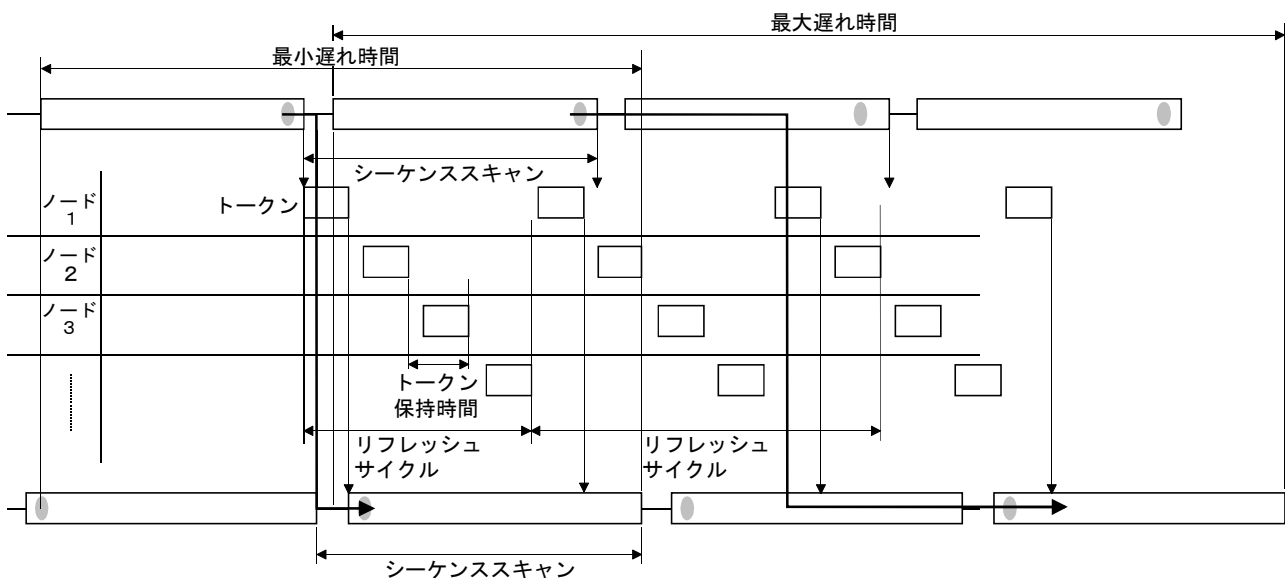 最大遅れ時間
最小遅れ時間
シーケンススキャン
ノード
1
トークン
ノード
2
ノード
3
トークン
保持時間
リフレッシュ
サイクル
リフレッシュ
サイクル
シーケンススキャン